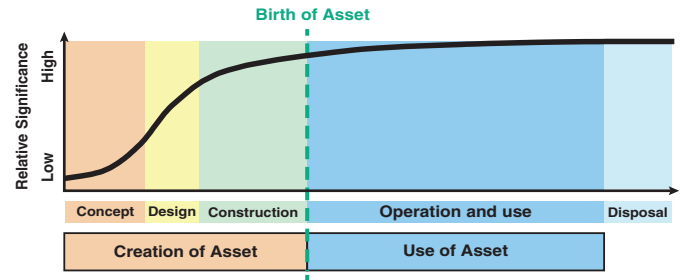 Birth of Asset
Relative Significance
High
Low
Concept
Design
Construction
Operation and use
Disposal
Creation of Asset
Use of Asset